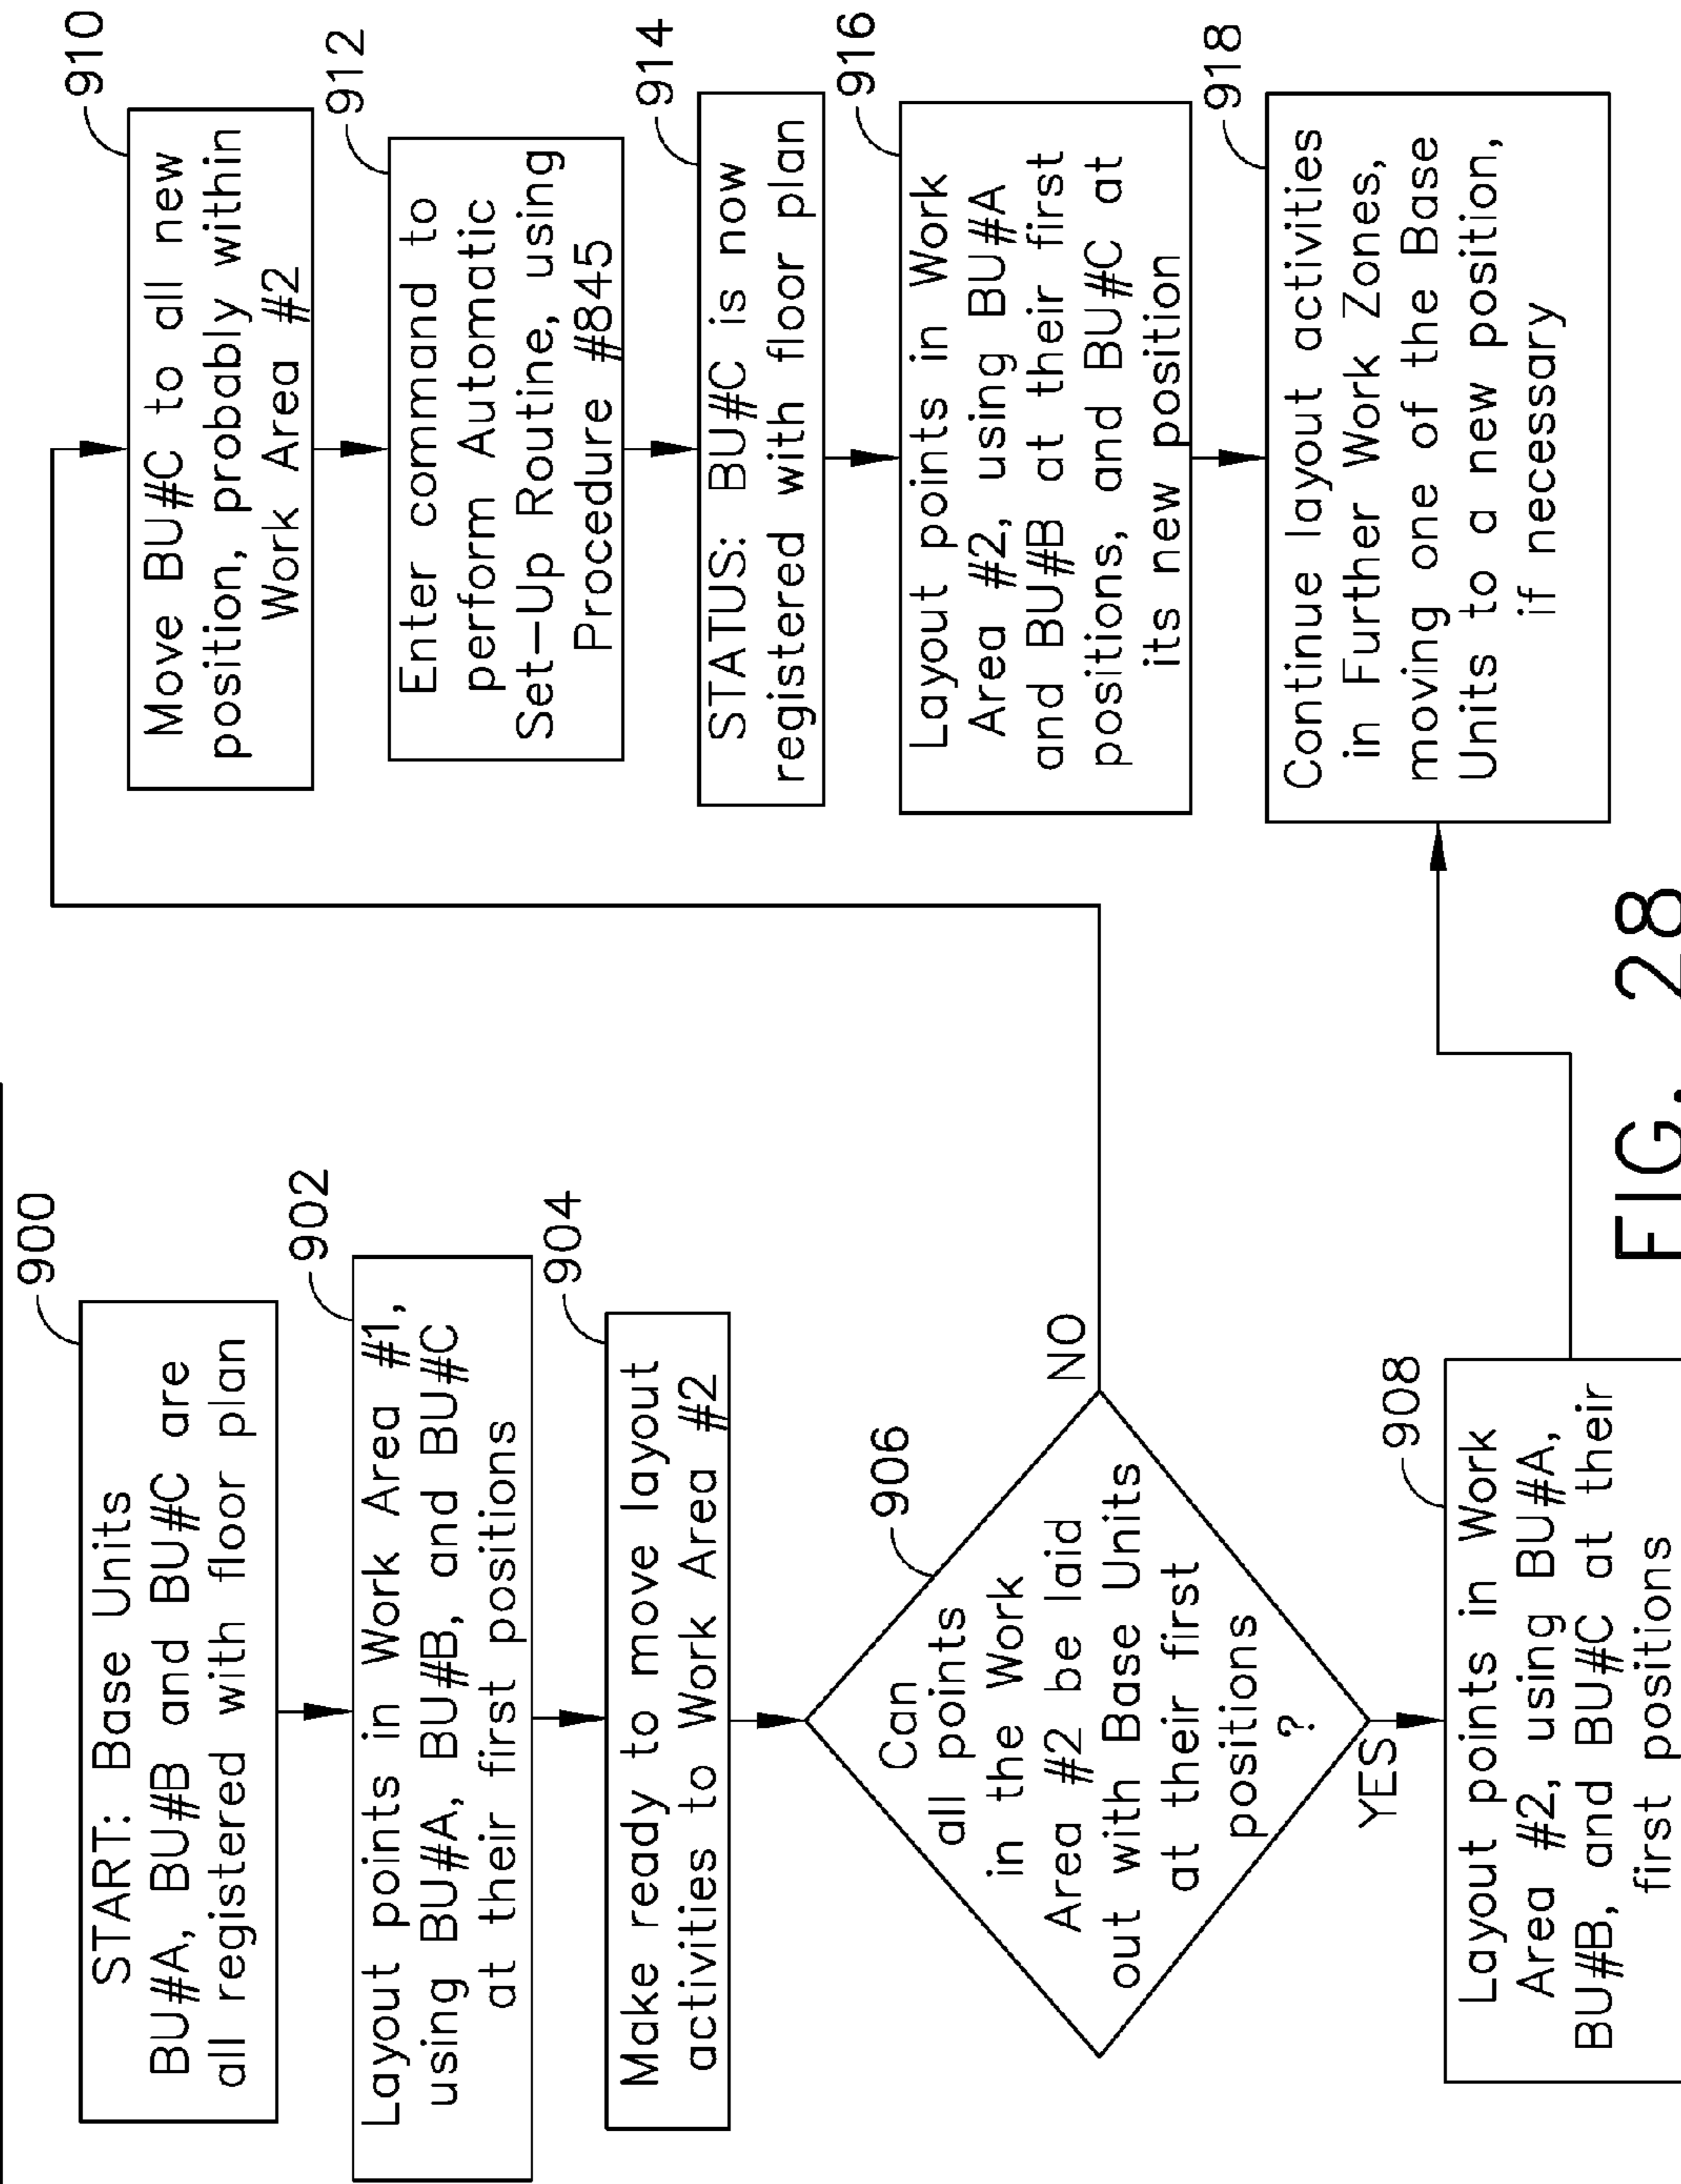 900
START: Base Units
BU#A, BU#B and BU#C are
all registered with floor plan
902
Layout points in Work Area #1,
using BU#A, BU#B, and BU#C
at their first positions
904
Make ready to move layout
activities to Work Area #2
906
Can
all points
in the Work
Area #2 be laid
out with Base Units
at their first
positions
?
NO
YES
908
Layout points in Work
Area #2, using BU#A,
BU#B, and BU#C at their
first positions
910
Move BU#C to all new
position, probably within
Work Area #2
912
Enter command to
perform Automatic
Set-Up Routine, using
Procedure #845
914
STATUS: BU#C is now
registered with floor plan
916
Layout points in Work
Area #2, using BU#A
and BU#B at their first
positions, and BU#C at
its new position
918
Continue layout activities
in Further Work Zones,
moving one of the Base
Units to a new position,
if necessary
FIG. 28